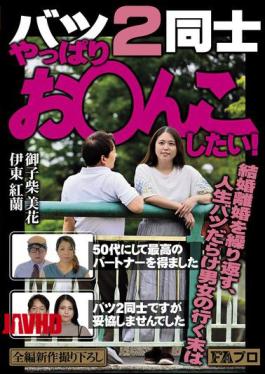 バツ2同士
やっぱり
お〇んこ
したい!
御子柴美花
伊東紅蘭
結婚離婚を繰り返す、
人生バツだらけ男女の行く末は
50代にして最高の
パートナーを得ました
バツ2同士ですが
妥協しませんでした
JAVHD
全編新作撮り下ろし
FAプロ